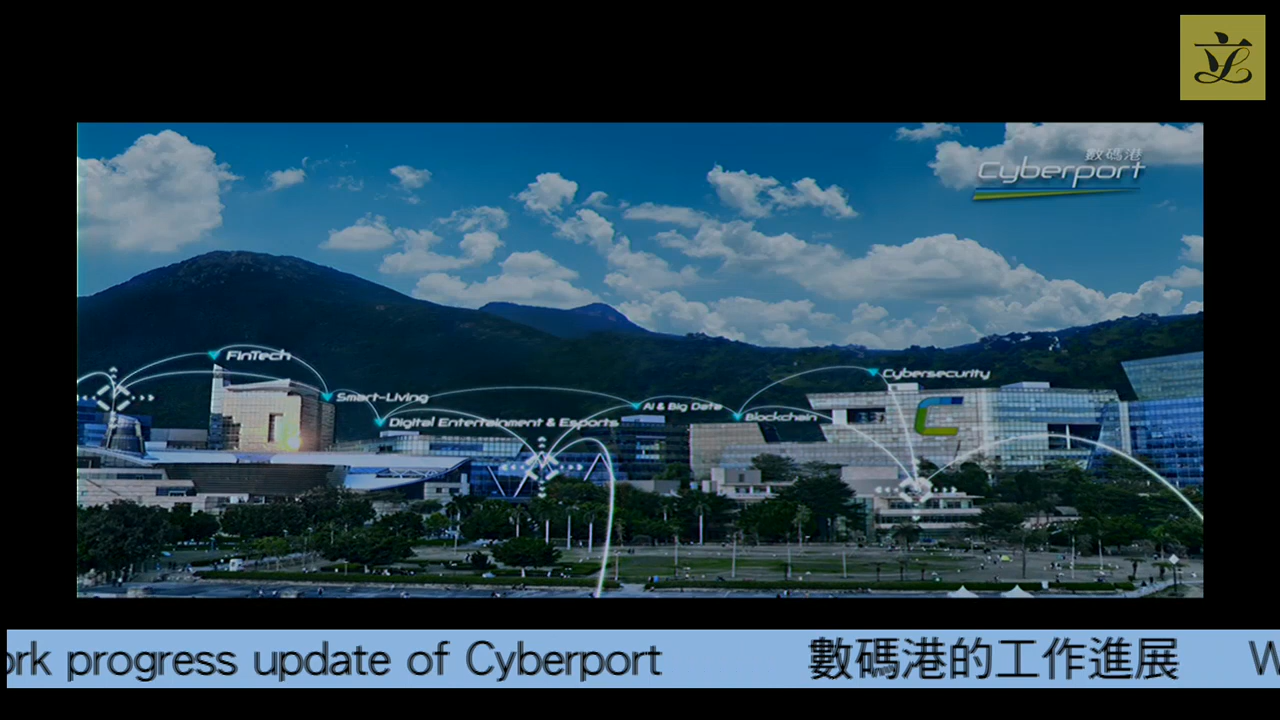 數碼港
Cyberport
FinTech
Smart-Living
Digital Entertainment & Esports
AI & Big Data
Blockchain
Cybersecurity
ork progress update of Cyberport 數碼港的工作進展 W